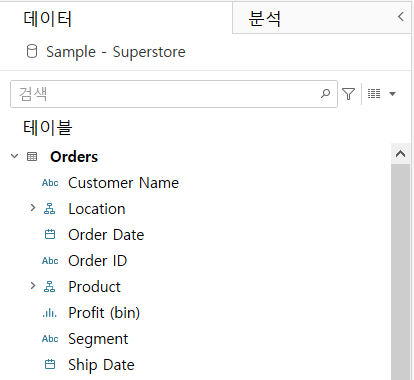 데이터 분석
Sample - Superstore
검색
테이블
Orders
Abc Customer Name
Location
Order Date
Abc Order ID
Product
Profit (bin)
Abc Segment
Ship Date